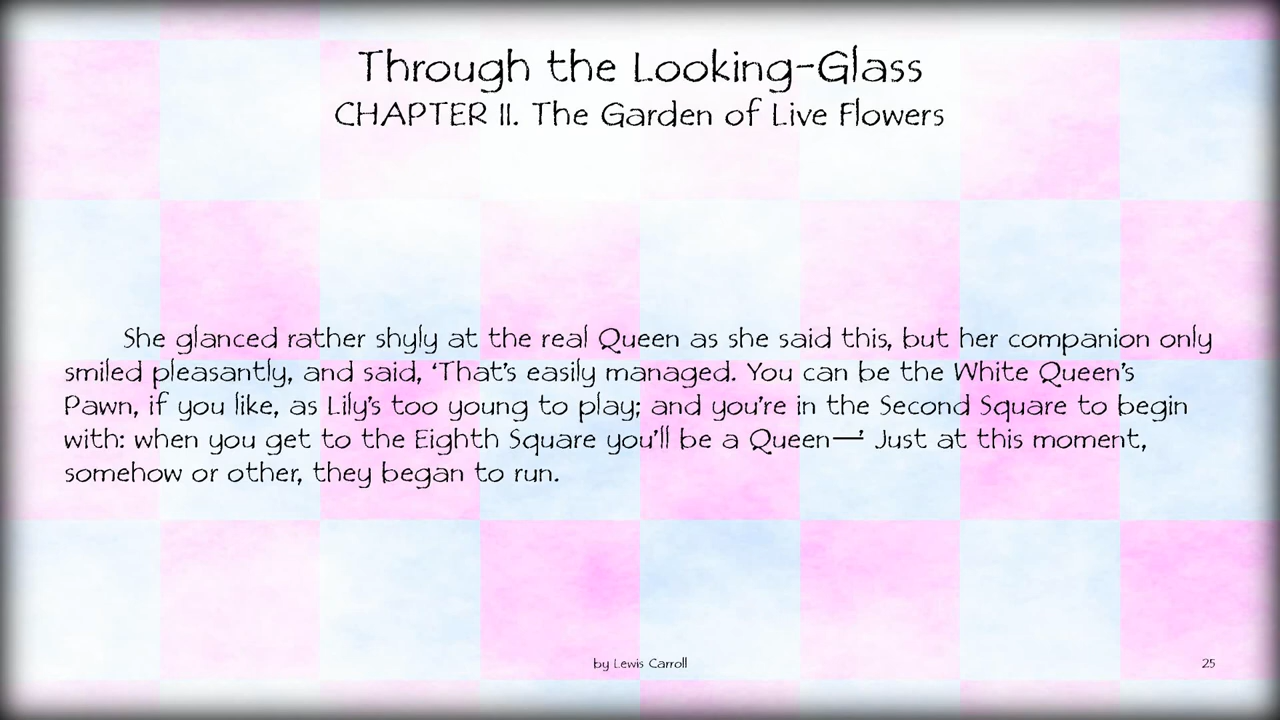 Through the Looking-Glass
CHAPTER II. The Garden of Live Flowers
She glanced rather shyly at the real Queen as she said this, but her companion only
smiled pleasantly, and said, ‘That’s easily managed. You can be the White Queen’s
Pawn, if you like, as Lily’s too young to play; and you’re in the Second Square to begin
with: when you get to the Eighth Square you’ll be a Queen—’ Just at this moment,
somehow or other, they began to run.
by Lewis Carroll
25